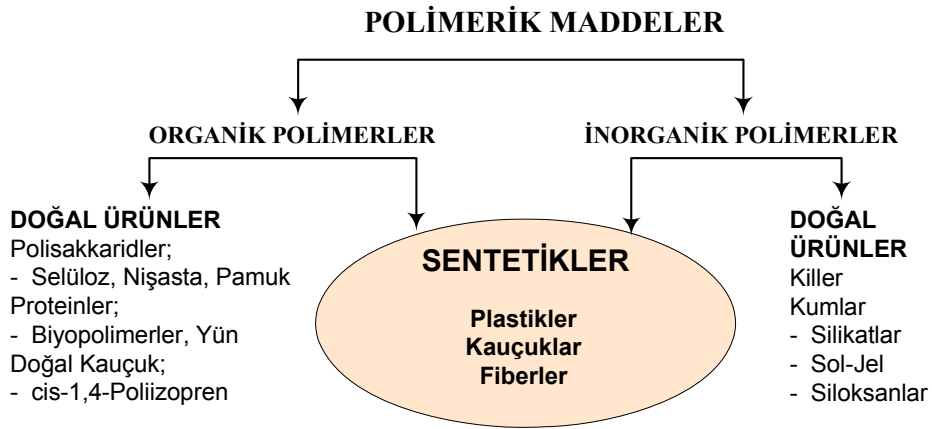 POLİMERİK MADDELER
ORGANİK POLİMERLER
İNORGANİK POLİMERLER
DOĞAL ÜRÜNLER
Polisakkaridler;
- Selüloz, Nişasta, Pamuk
Proteinler;
- Biyopolimerler, Yün
Doğal Kauçuk;
- cis-1,4-Poliizopren
SENTETİKLER
Plastikler
Kauçuklar
Fiberler
DOĞAL
ÜRÜNLER
Killer
Kumlar
- Silikatlar
- Sol-Jel
- Siloksanlar